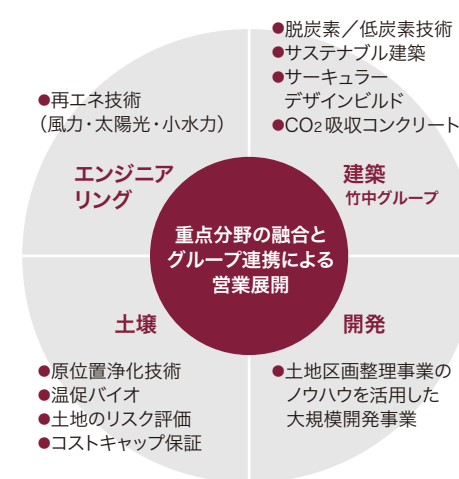 ●再エネ技術
（風力・太陽光・小水力）
エンジニア
リング
●脱炭素／低炭素技術
●サステナブル建築
●サーキュラー
デザインビルド
●CO2吸収コンクリート
建築
竹中グループ
重点分野の融合と
グループ連携による
営業展開
土壌
●原位置浄化技術
●温促バイオ
●土地のリスク評価
●コストキャップ保証
開発
●土地区画整理事業の
ノウハウを活用した
大規模開発事業